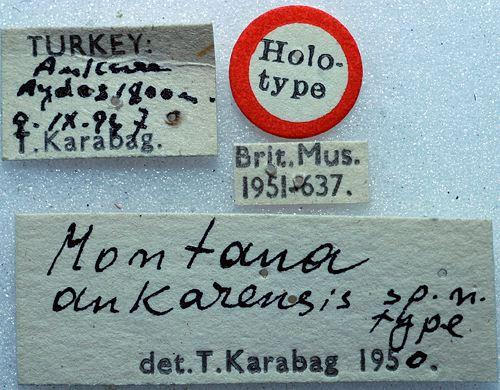 TURKEY:
Ankara
Aydos 1800m.
9.IX.947
T.Karabag.
Holo-
type
Brit.Mus.
1951-637.
Montana
ankarensis sp.n.
type
det.T.Karabag 1950.